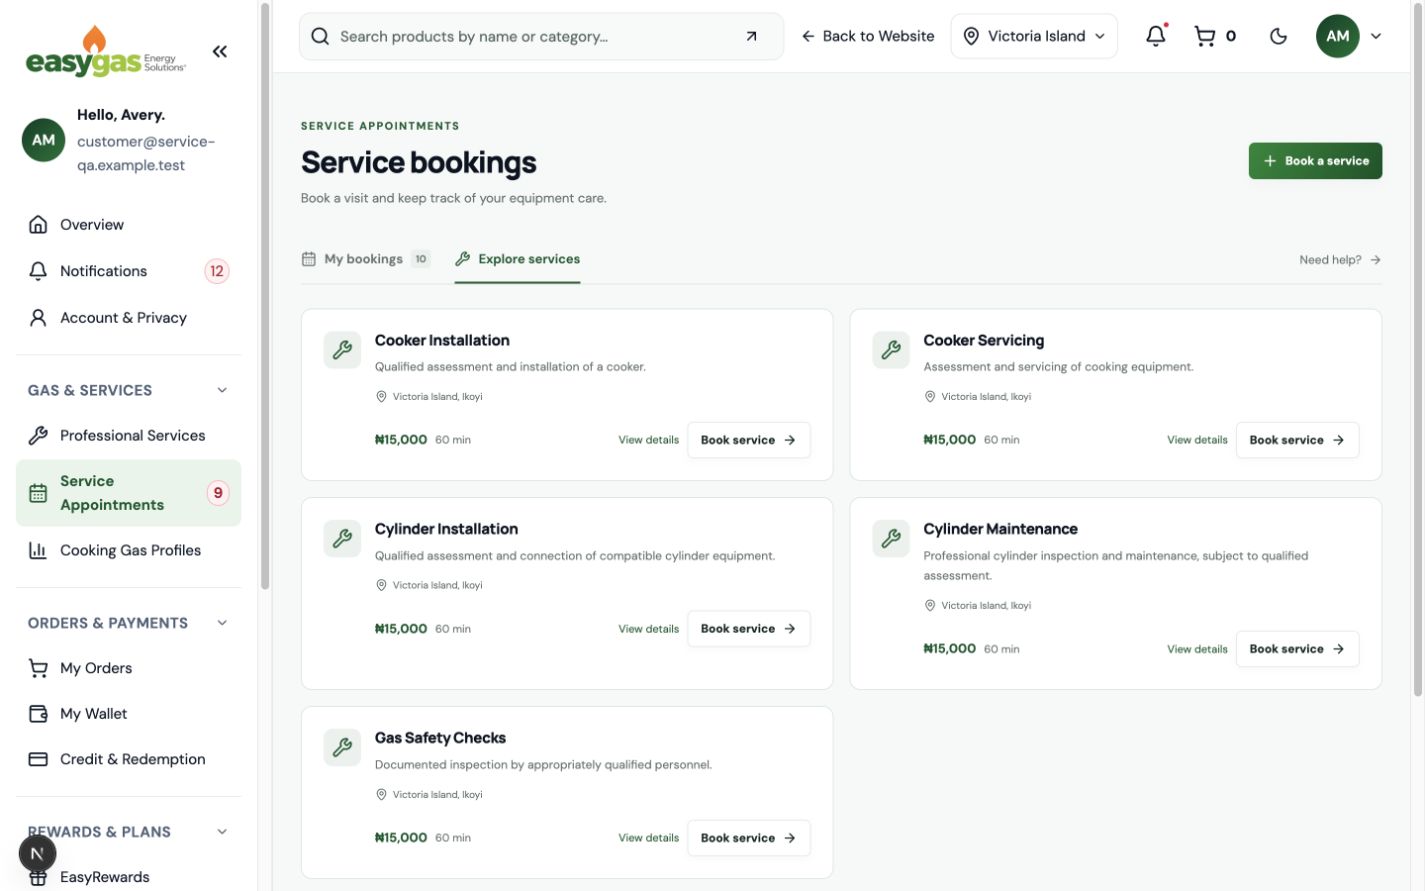 easygas Energy Solutions
Hello, Avery.
AM
customer@service-
qa.example.test
Overview
Notifications 12
Account & Privacy
GAS & SERVICES
Professional Services
Service
Appointments
9
Cooking Gas Profiles
ORDERS & PAYMENTS
My Orders
My Wallet
Credit & Redemption
REWARDS & PLANS
N
EasyRewards
Search products by name or category...
Back to Website
Victoria Island
0
AM
SERVICE APPOINTMENTS
Service bookings
Book a visit and keep track of your equipment care.
Book a service
My bookings 10
Explore services
Need help?
Cooker Installation
Qualified assessment and installation of a cooker.
Victoria Island, Ikoyi
₦15,000 60 min View details Book service
Cooker Servicing
Assessment and servicing of cooking equipment.
Victoria Island, Ikoyi
₦15,000 60 min View details Book service
Cylinder Installation
Qualified assessment and connection of compatible cylinder equipment.
Victoria Island, Ikoyi
₦15,000 60 min View details Book service
Cylinder Maintenance
Professional cylinder inspection and maintenance, subject to qualified
assessment.
Victoria Island, Ikoyi
₦15,000 60 min View details Book service
Gas Safety Checks
Documented inspection by appropriately qualified personnel.
Victoria Island, Ikoyi
₦15,000 60 min View details Book service